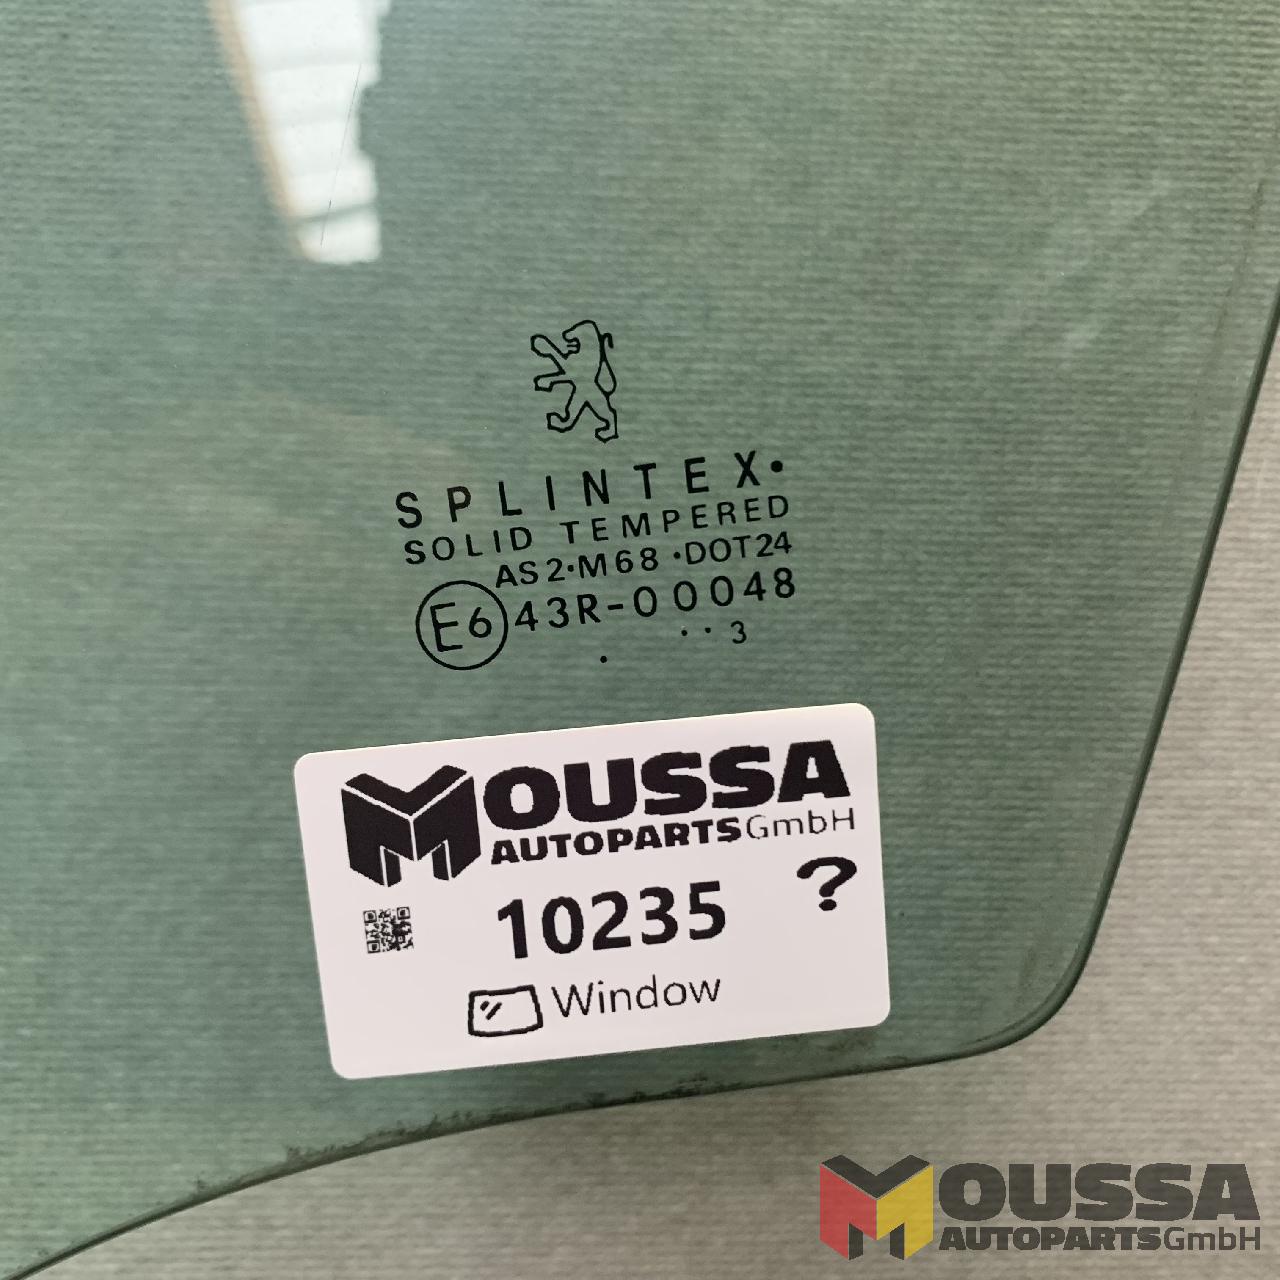 SPLINTEX•
SOLID TEMPERED
AS2•M68 •DOT24
E6 43R-00048
. . 3
.
MOUSSA
AUTOPARTS GmbH
?
10235
Window
MOUSSA
AUTOPARTS GmbH